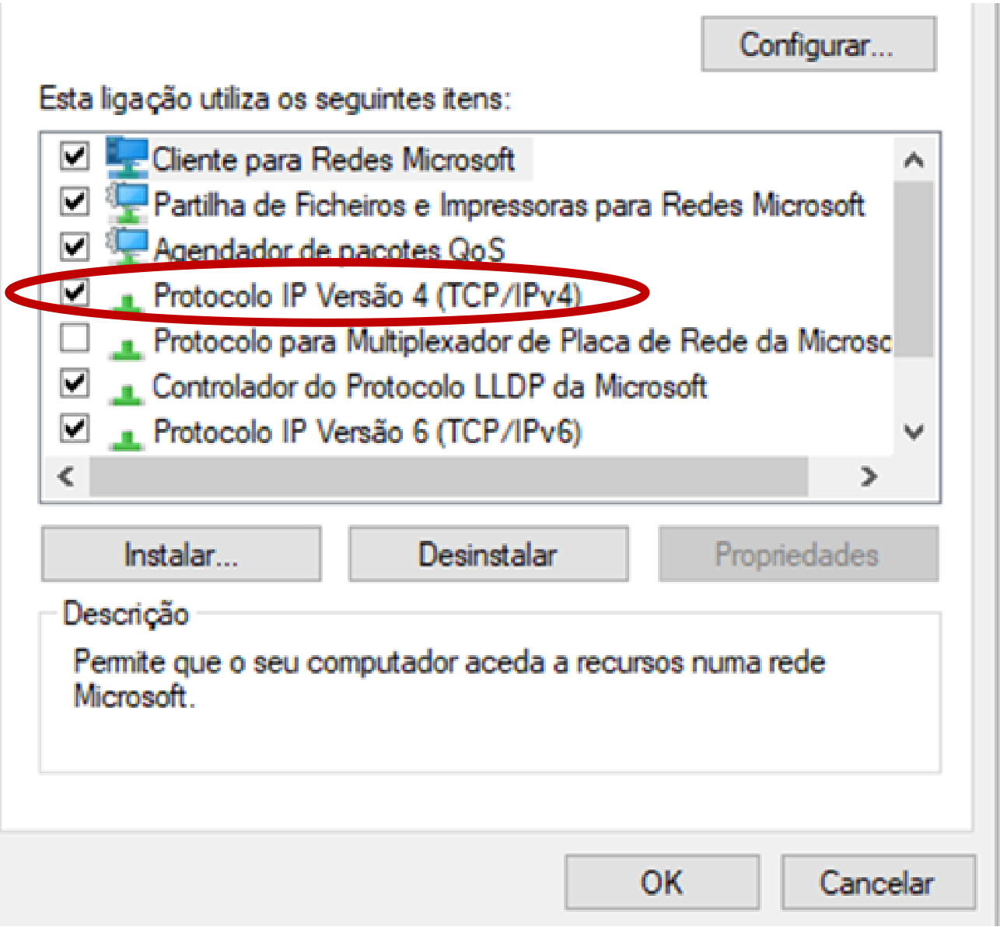 Configurar...
Esta ligação utiliza os seguintes itens:
Cliente para Redes Microsoft
Partilha de Ficheiros e Impressoras para Redes Microsoft
Agendador de pacotes QoS
Protocolo IP Versão 4 (TCP/IPv4)
Protocolo para Multiplexador de Placa de Rede da Microsc
Controlador do Protocolo LLDP da Microsoft
Protocolo IP Versão 6 (TCP/IPv6)
Instalar... Desinstalar Propriedades
Descrição
Permite que o seu computador aceda a recursos numa rede
Microsoft.
OK Cancelar